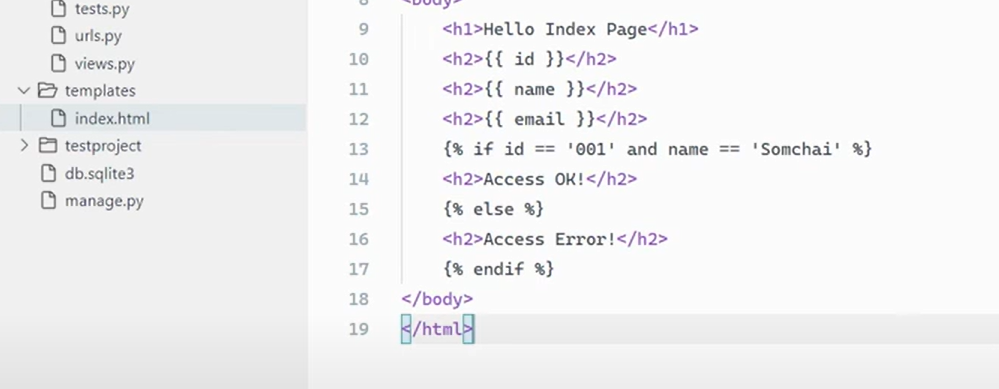 tests.py
urls.py
views.py
templates
index.html
testproject
db.sqlite3
manage.py
8 <body>
9 <h1>Hello Index Page</h1>
10 <h2>{{ id }}</h2>
11 <h2>{{ name }}</h2>
12 <h2>{{ email }}</h2>
13 {% if id == '001' and name == 'Somchai' %}
14 <h2>Access OK!</h2>
15 {% else %}
16 <h2>Access Error!</h2>
17 {% endif %}
18 </body>
19 </html>